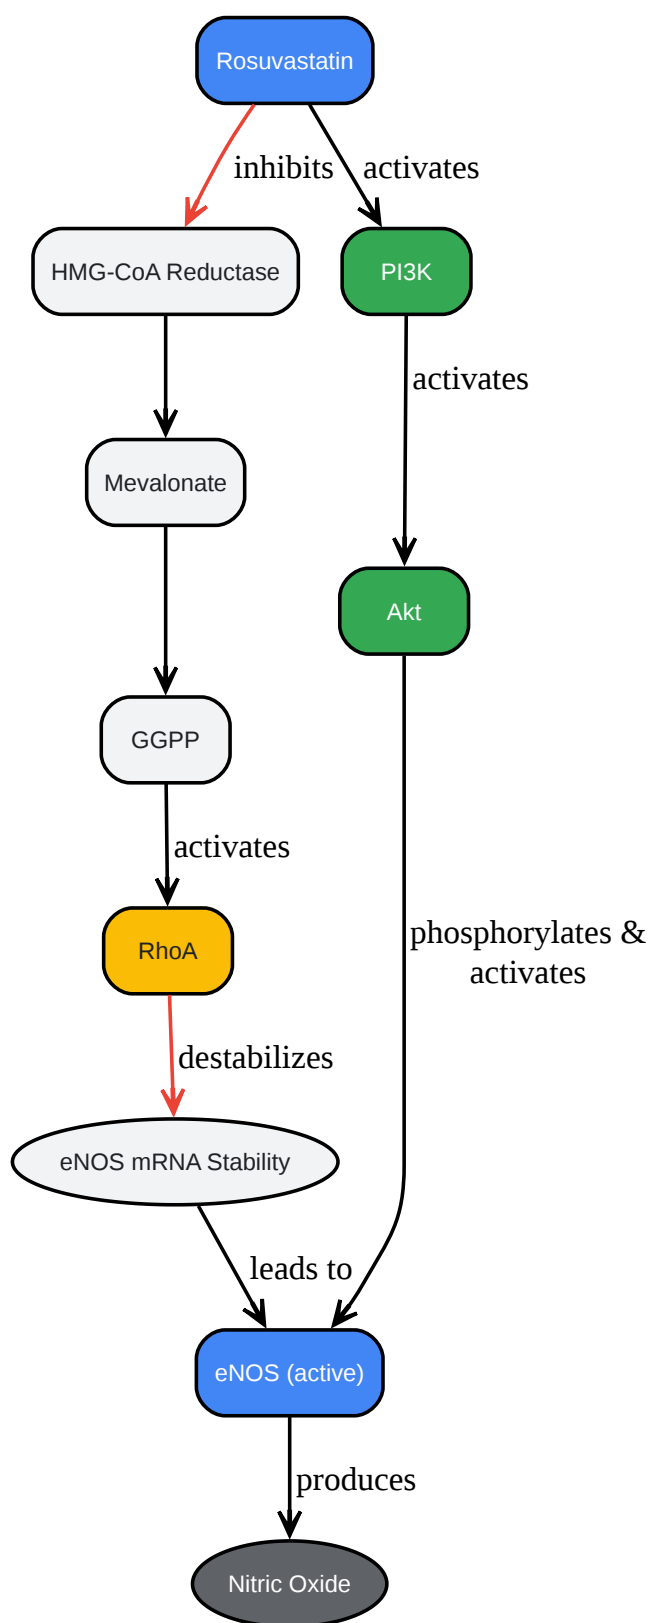 Rosuvastatin
inhibits
activates
HMG-CoA Reductase
PI3K
activates
Mevalonate
Akt
GGPP
activates
phosphorylates &
activates
RhoA
destabilizes
eNOS mRNA Stability
leads to
eNOS (active)
produces
Nitric Oxide